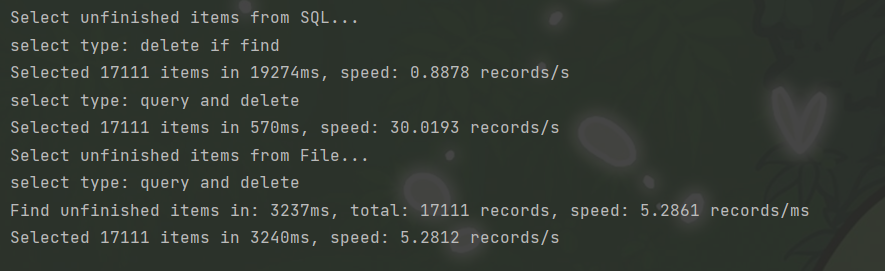 Select unfinished items from SQL...
select type: delete if find
Selected 17111 items in 19274ms, speed: 0.8878 records/s
select type: query and delete
Selected 17111 items in 570ms, speed: 30.0193 records/s
Select unfinished items from File...
select type: query and delete
Find unfinished items in: 3237ms, total: 17111 records, speed: 5.2861 records/ms
Selected 17111 items in 3240ms, speed: 5.2812 records/s